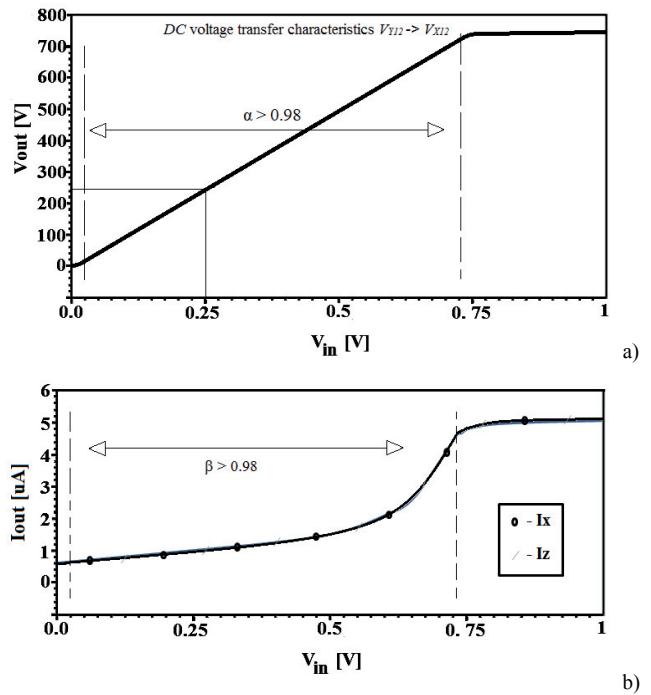 800
DC voltage transfer characteristics VY12 -> VX12
700
600
Vout [V]
500
α > 0.98
400
300
200
100
0
0.0 0.25 0.5 0.75 1
Vin [V]
a)
6
5
Iout [uA]
4
β > 0.98
3
2
1
0
- Ix
- Iz
0.0 0.25 0.5 0.75 1
Vin [V]
b)